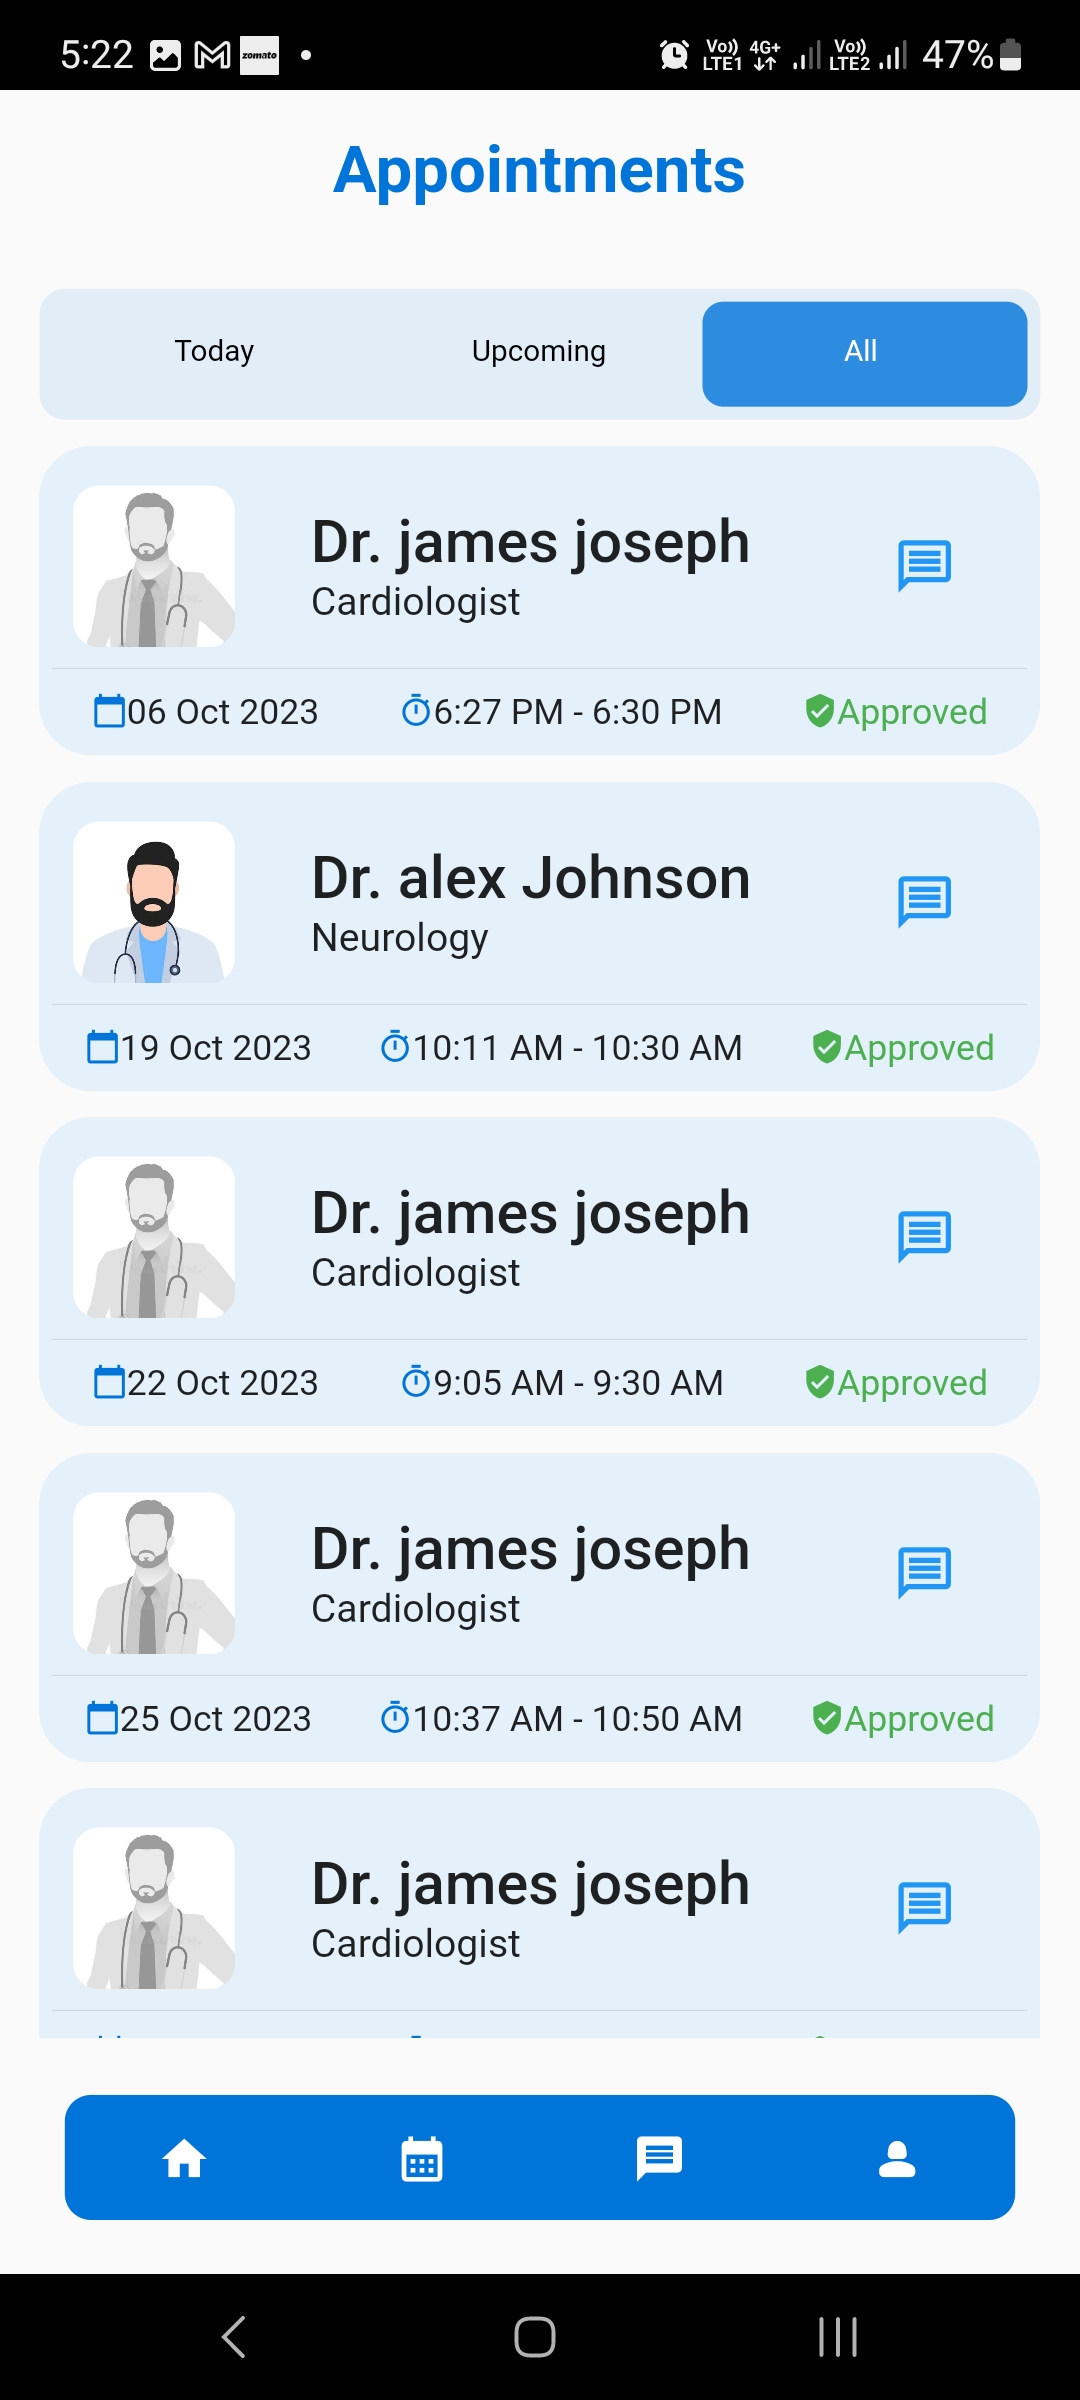 5:22 zomato Vo)) LTE1 4G+ Vo)) LTE2 47%
Appointments
Today Upcoming All
Dr. james joseph
Cardiologist
06 Oct 2023 6:27 PM - 6:30 PM Approved
Dr. alex Johnson
Neurology
19 Oct 2023 10:11 AM - 10:30 AM Approved
Dr. james joseph
Cardiologist
22 Oct 2023 9:05 AM - 9:30 AM Approved
Dr. james joseph
Cardiologist
25 Oct 2023 10:37 AM - 10:50 AM Approved
Dr. james joseph
Cardiologist